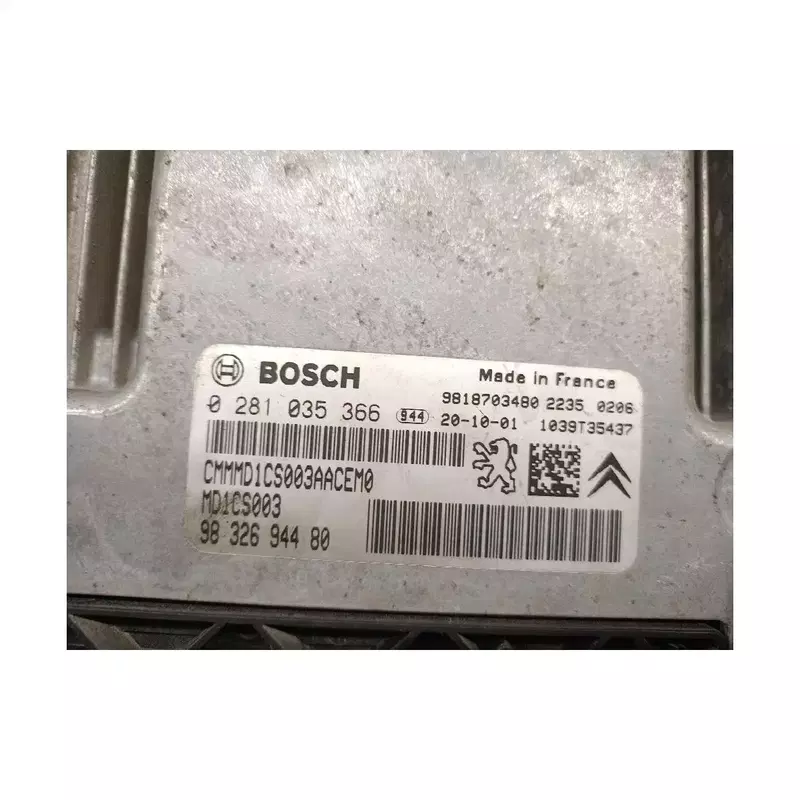 BOSCH
Made in France
0 281 035 366 944 20-10-01
9818703480 2235 0206
1039T35437
CMMMD1CS003AACEM0
MD1CS003
98 326 944 80